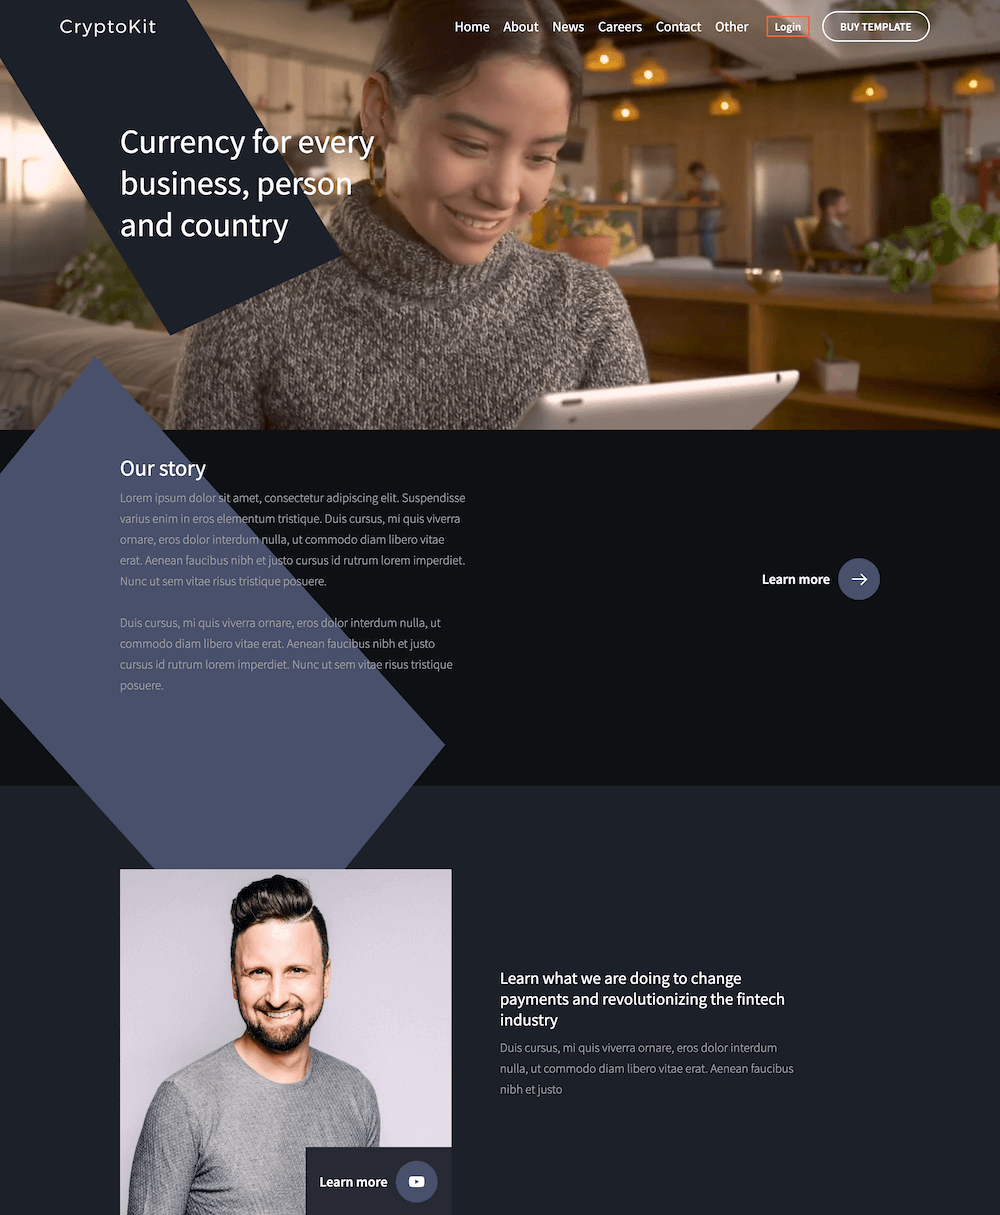 CryptoKit
Home About News Careers Contact Other Login BUY TEMPLATE
Currency for every
business, person
and country
Our story
Lorem ipsum dolor sit amet, consectetur adipiscing elit. Suspendisse
varius enim in eros elementum tristique. Duis cursus, mi quis viverra
ornare, eros dolor interdum nulla, ut commodo diam libero vitae
erat. Aenean faucibus nibh et justo cursus id rutrum lorem imperdiet.
Nunc ut sem vitae risus tristique posuere.
Duis cursus, mi quis viverra ornare, eros dolor interdum nulla, ut
commodo diam libero vitae erat. Aenean faucibus nibh et justo
cursus id rutrum lorem imperdiet. Nunc ut sem vitae risus tristique
posuere.
Learn more
Learn what we are doing to change
payments and revolutionizing the fintech
industry
Duis cursus, mi quis viverra ornare, eros dolor interdum
nulla, ut commodo diam libero vitae erat. Aenean faucibus
nibh et justo
Learn more